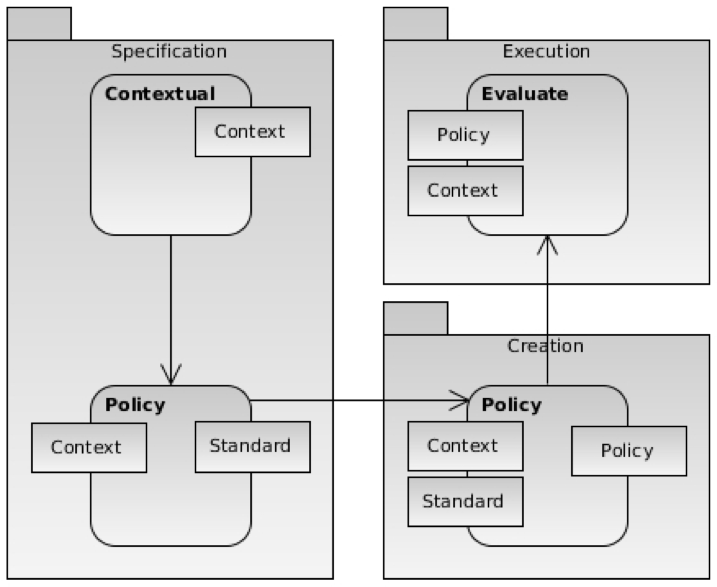 Specification
Contextual
Context
Policy
Context
Standard
Execution
Evaluate
Policy
Context
Creation
Policy
Context
Policy
Standard